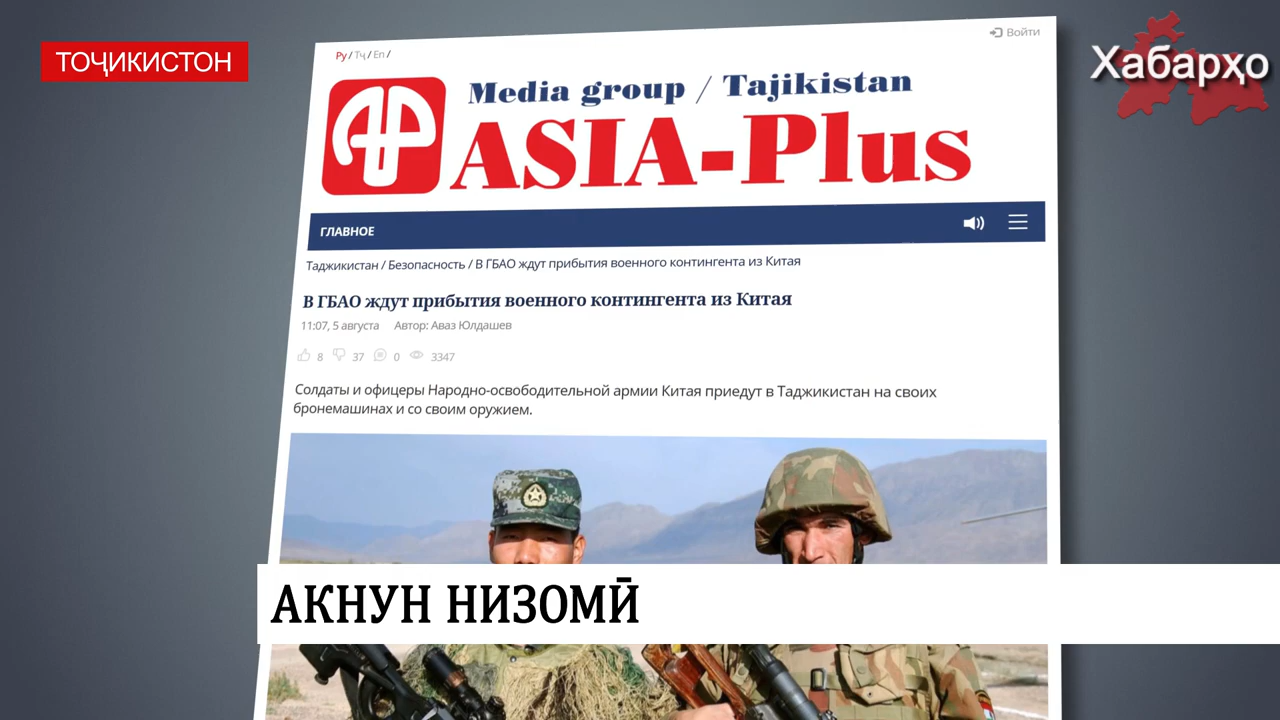 ТОҶИКИСТОН
Хабарҳо
Ру / Тҷ / En /
Войти
Media group / Tajikistan
ASIA-Plus
ГЛАВНОЕ
Таджикистан / Безопасность / В ГБАО ждут прибытия военного контингента из Китая
В ГБАО ждут прибытия военного контингента из Китая
11:07, 5 августа Автор: Аваз Юлдашев
8 37 0 3347
Солдаты и офицеры Народно-освободительной армии Китая приедут в Таджикистан на своих
бронемашинах и со своим оружием.
АКНУН НИЗОМӢ